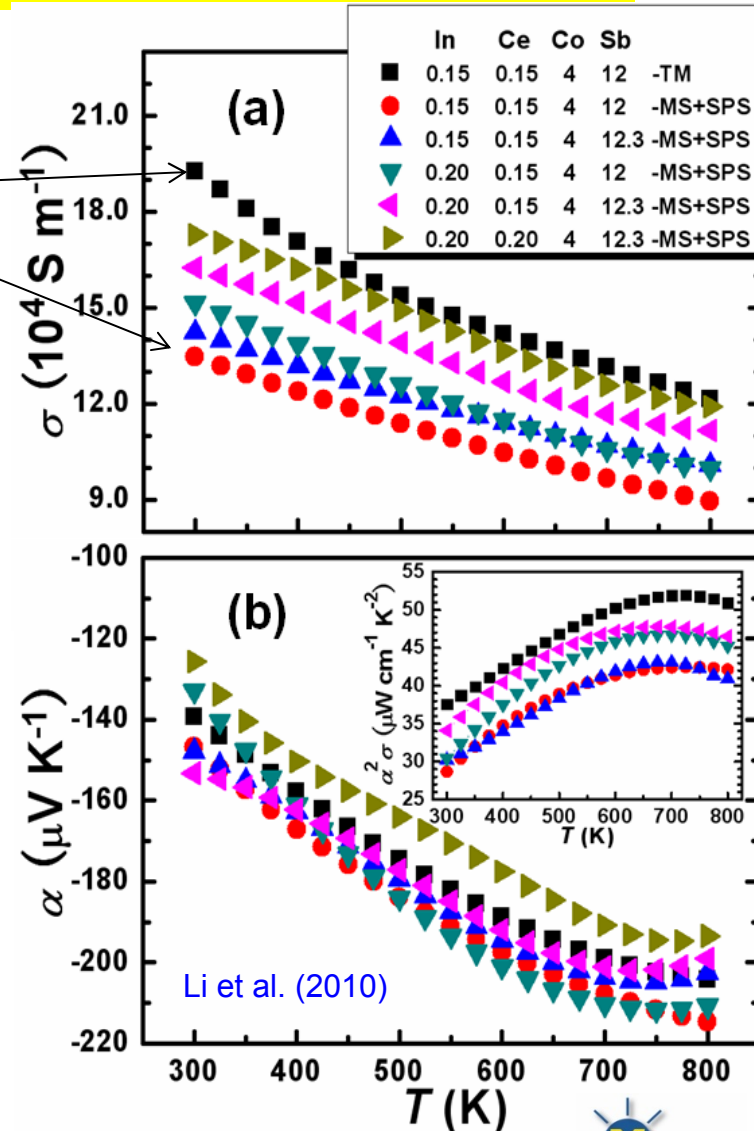 In Ce Co Sb
0.15 0.15 4 12 -TM
0.15 0.15 4 12 -MS+SPS
0.15 0.15 4 12.3 -MS+SPS
0.20 0.15 4 12 -MS+SPS
0.20 0.15 4 12.3 -MS+SPS
0.20 0.20 4 12.3 -MS+SPS
(a)
σ (10⁴ S m⁻¹)
21.0
18.0
15.0
12.0
9.0
(b)
α (μV K⁻¹)
-100
-120
-140
-160
-180
-200
-220
α²σ (μW cm⁻¹ K⁻²)
55
50
45
40
35
30
25
300 400 500 600 700 800
T (K)
Li et al. (2010)
300 400 500 600 700 800
T (K)